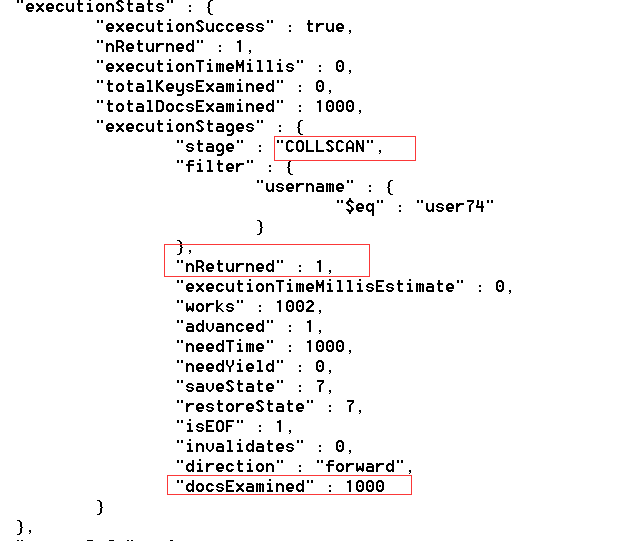 "executionStats" : {
"executionSuccess" : true,
"nReturned" : 1,
"executionTimeMillis" : 0,
"totalKeysExamined" : 0,
"totalDocsExamined" : 1000,
"executionStages" : {
"stage" : "COLLSCAN",
"filter" : {
"username" : {
"$eq" : "user74"
}
},
"nReturned" : 1,
"executionTimeMillisEstimate" : 0,
"works" : 1002,
"advanced" : 1,
"needTime" : 1000,
"needYield" : 0,
"saveState" : 7,
"restoreState" : 7,
"isEOF" : 1,
"invalidates" : 0,
"direction" : "forward",
"docsExamined" : 1000
}
},